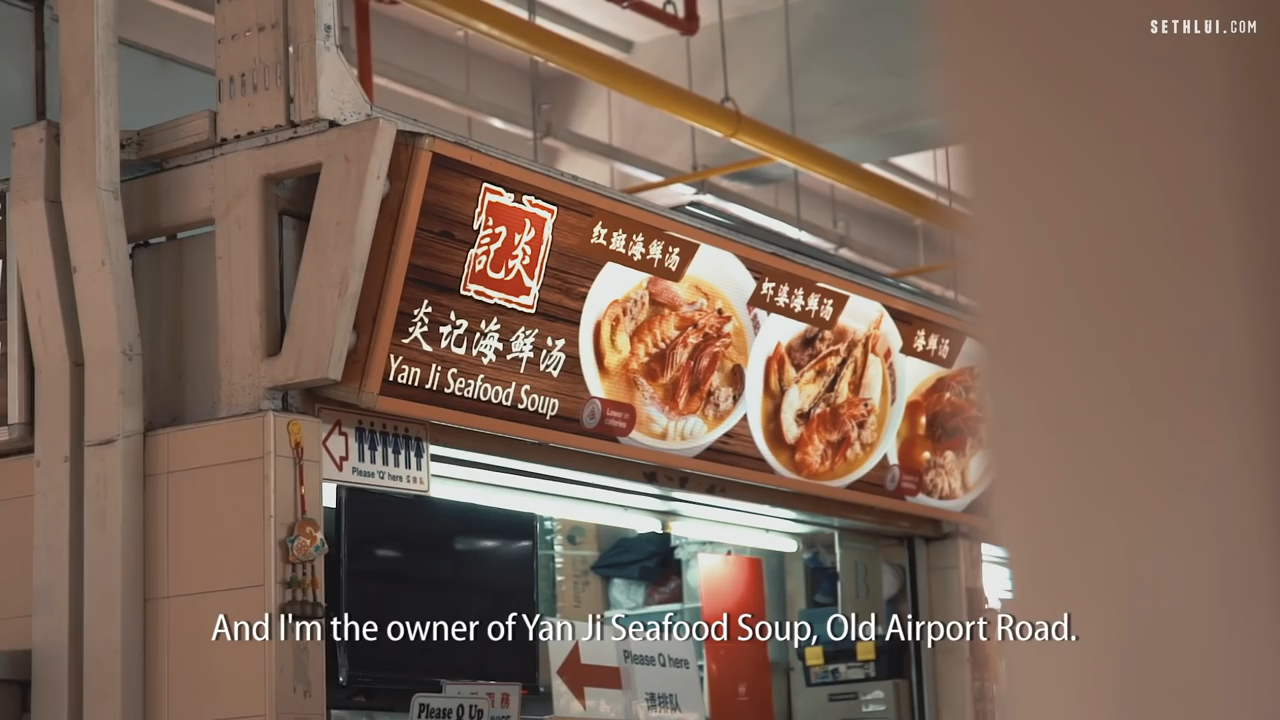 SETHLUI.COM
記炎
炎记海鲜汤
Yan Ji Seafood Soup
红斑海鲜汤
虾婆海鲜汤
海鲜汤
Lower in
calories
Please 'Q' here 请排队
And I'm the owner of Yan Ji Seafood Soup, Old Airport Road.
Please Q here
请排队
Please Q Up